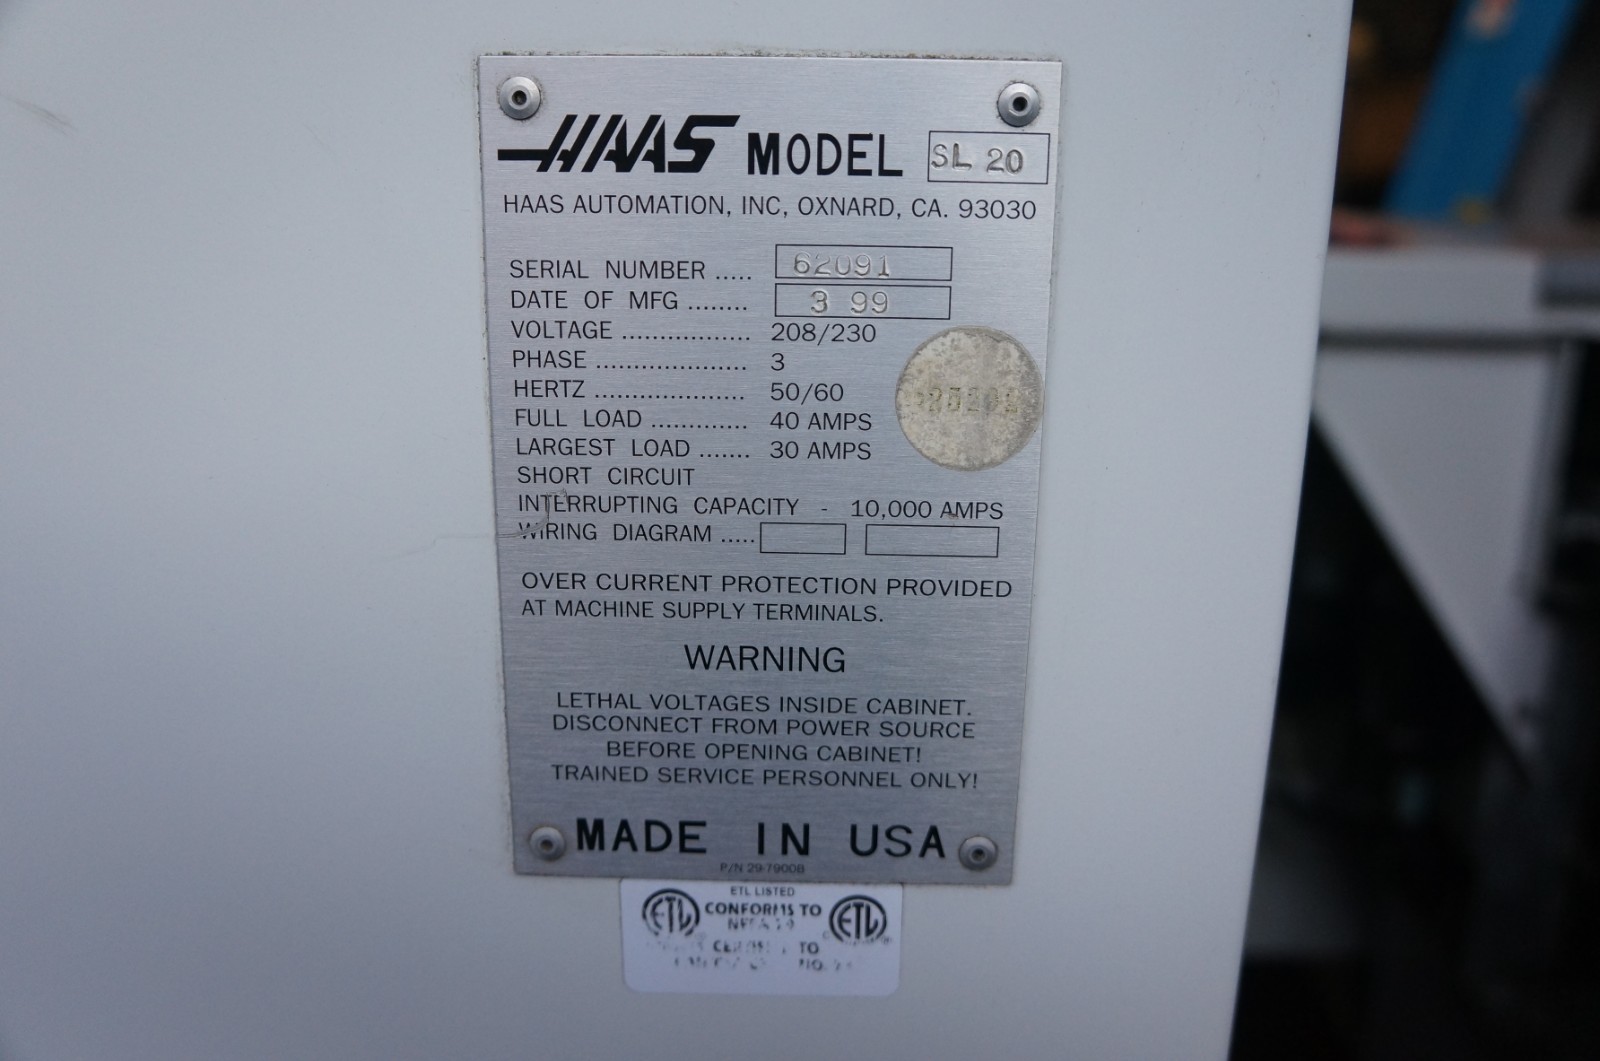 HAAS MODEL SL 20
HAAS AUTOMATION, INC, OXNARD, CA. 93030
SERIAL NUMBER ..... 62091
DATE OF MFG ........ 3 99
VOLTAGE ................. 208/230
PHASE .................... 3
HERTZ .................... 50/60
FULL LOAD ............. 40 AMPS
LARGEST LOAD ....... 30 AMPS
SHORT CIRCUIT
INTERRUPTING CAPACITY - 10,000 AMPS
WIRING DIAGRAM .....
OVER CURRENT PROTECTION PROVIDED
AT MACHINE SUPPLY TERMINALS.
WARNING
LETHAL VOLTAGES INSIDE CABINET.
DISCONNECT FROM POWER SOURCE
BEFORE OPENING CABINET!
TRAINED SERVICE PERSONNEL ONLY!
MADE IN USA
P/N 29-7900B
ETL LISTED
ETL CONFORMS TO ETL
TO
NO.